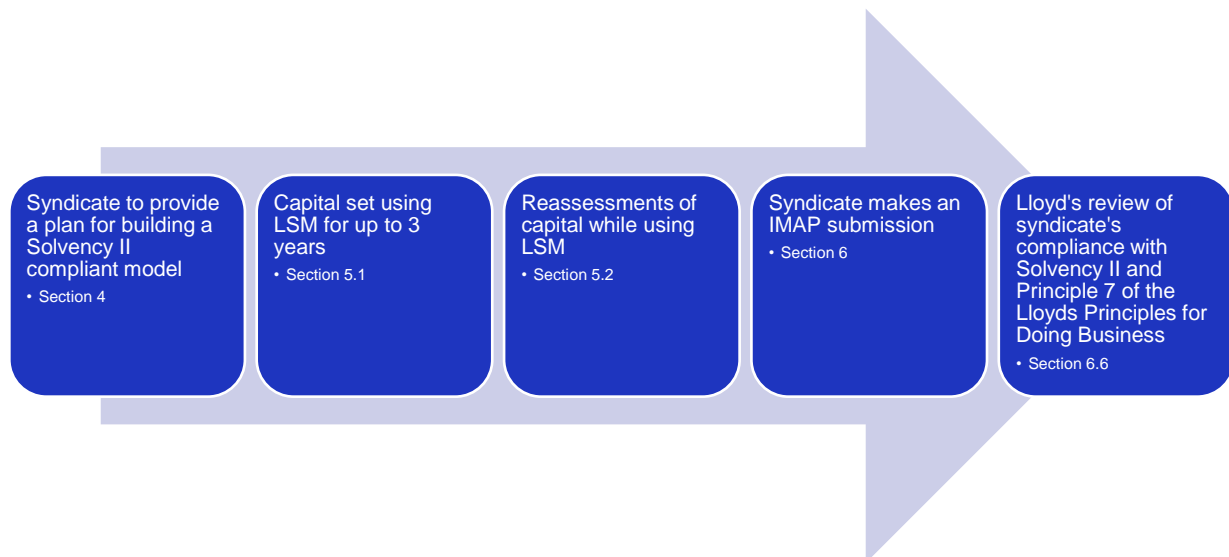 Syndicate to provide
a plan for building a
Solvency II
compliant model
• Section 4
Capital set using
LSM for up to 3
years
• Section 5.1
Reassessments of
capital while using
LSM
• Section 5.2
Syndicate makes an
IMAP submission
• Section 6
Lloyd's review of
syndicate's
compliance with
Solvency II and
Principle 7 of the
Lloyds Principles for
Doing Business
• Section 6.6